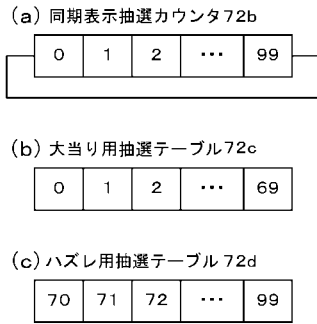 (a) 同期表示抽選カウンタ72b
0 1 2 … 99
(b) 大当り用抽選テーブル72c
0 1 2 … 69
(c) ハズレ用抽選テーブル72d
70 71 72 … 99